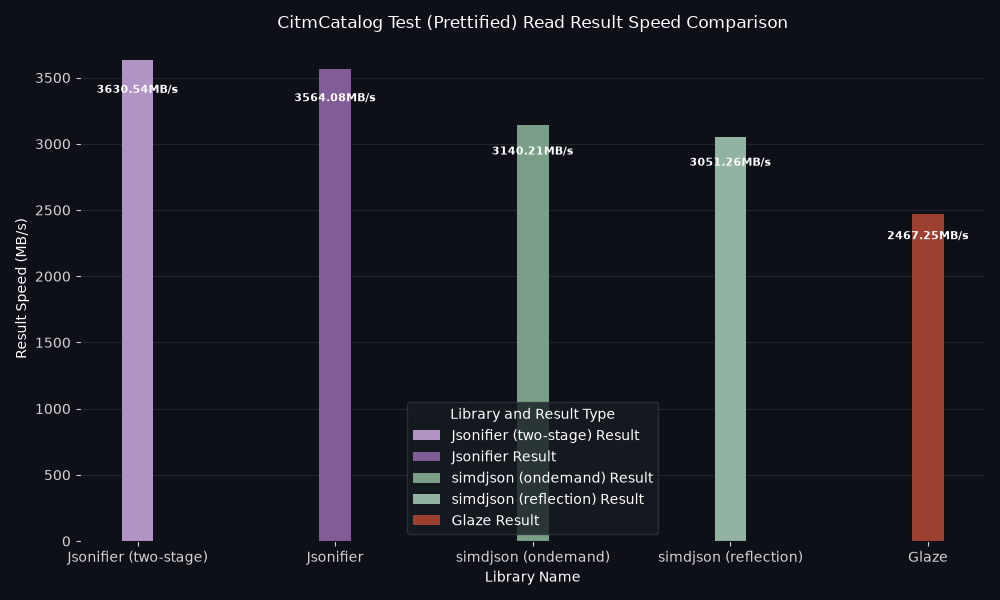 CitmCatalog Test (Prettified) Read Result Speed Comparison
3500
3000
2500
2000
1500
1000
500
0
Result Speed (MB/s)
3630.54MB/s
3564.08MB/s
3140.21MB/s
3051.26MB/s
2467.25MB/s
Library and Result Type
Jsonifier (two-stage) Result
Jsonifier Result
simdjson (ondemand) Result
simdjson (reflection) Result
Glaze Result
Jsonifier (two-stage)
Jsonifier
simdjson (ondemand)
simdjson (reflection)
Glaze
Library Name